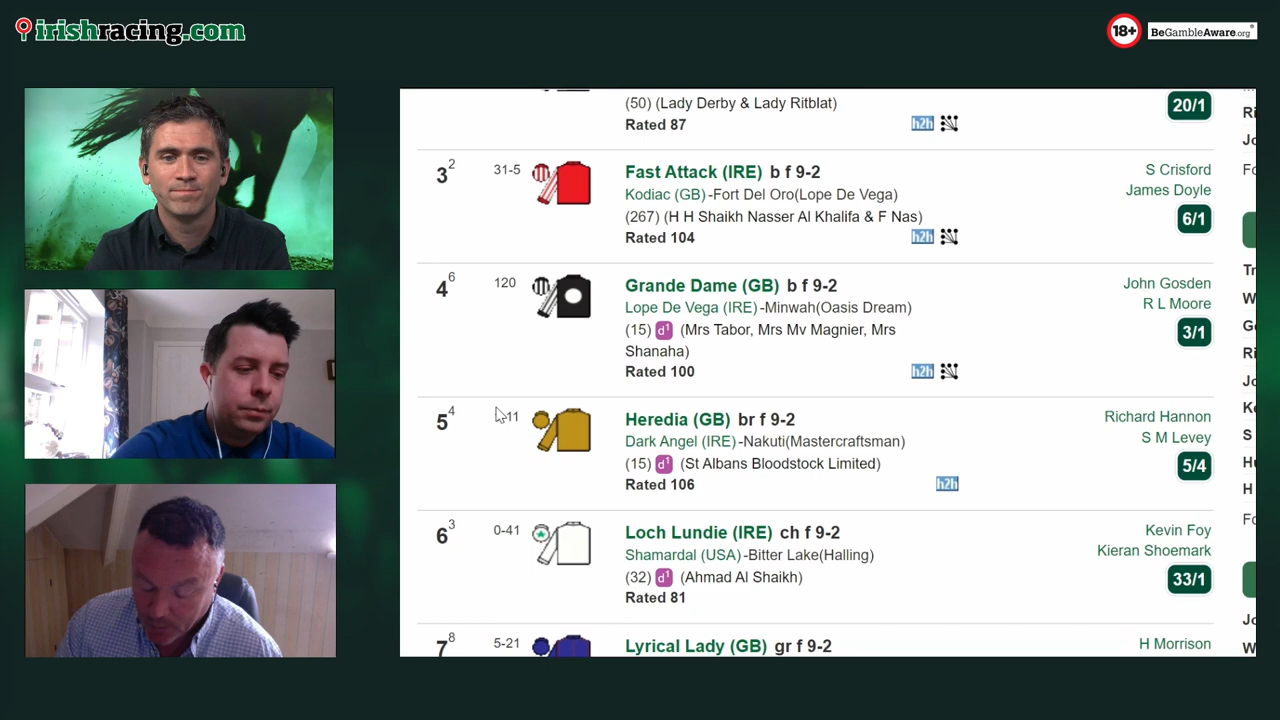 irishracing.com
18+
BeGambleAware.org
(50) (Lady Derby & Lady Ritblat)
Rated 87
h2h
20/1
3 2
31-5
Fast Attack (IRE) b f 9-2
Kodiac (GB) -Fort Del Oro(Lope De Vega)
(267) (H H Shaikh Nasser Al Khalifa & F Nas)
Rated 104
h2h
S Crisford
James Doyle
6/1
4 6
120
Grande Dame (GB) b f 9-2
Lope De Vega (IRE) -Minwah(Oasis Dream)
(15) d1 (Mrs Tabor, Mrs Mv Magnier, Mrs
Shanaha)
Rated 100
h2h
John Gosden
R L Moore
3/1
5 4
11
Heredia (GB) br f 9-2
Dark Angel (IRE) -Nakuti(Mastercraftsman)
(15) d1 (St Albans Bloodstock Limited)
Rated 106
h2h
Richard Hannon
S M Levey
5/4
6 3
0-41
Loch Lundie (IRE) ch f 9-2
Shamardal (USA) -Bitter Lake(Halling)
(32) d1 (Ahmad Al Shaikh)
Rated 81
Kevin Foy
Kieran Shoemark
33/1
7 8
5-21
Lyrical Lady (GB) gr f 9-2
H Morrison